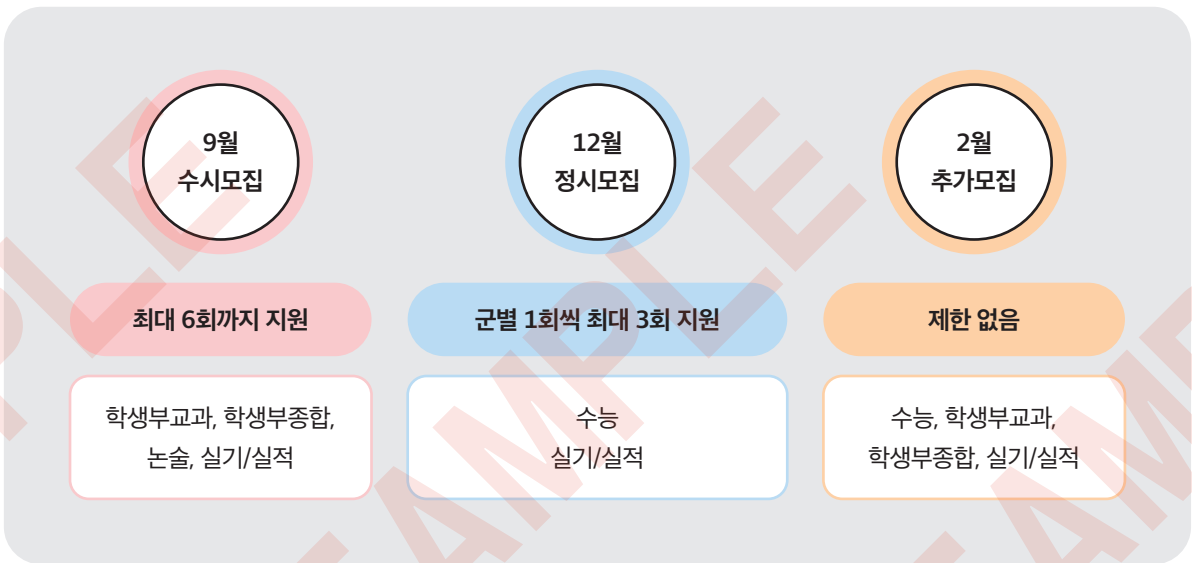 9월
수시모집
12월
정시모집
2월
추가모집
최대 6회까지 지원
군별 1회씩 최대 3회 지원
제한 없음
학생부교과, 학생부종합,
논술, 실기/실적
수능
실기/실적
수능, 학생부교과,
학생부종합, 실기/실적
SAMPLE